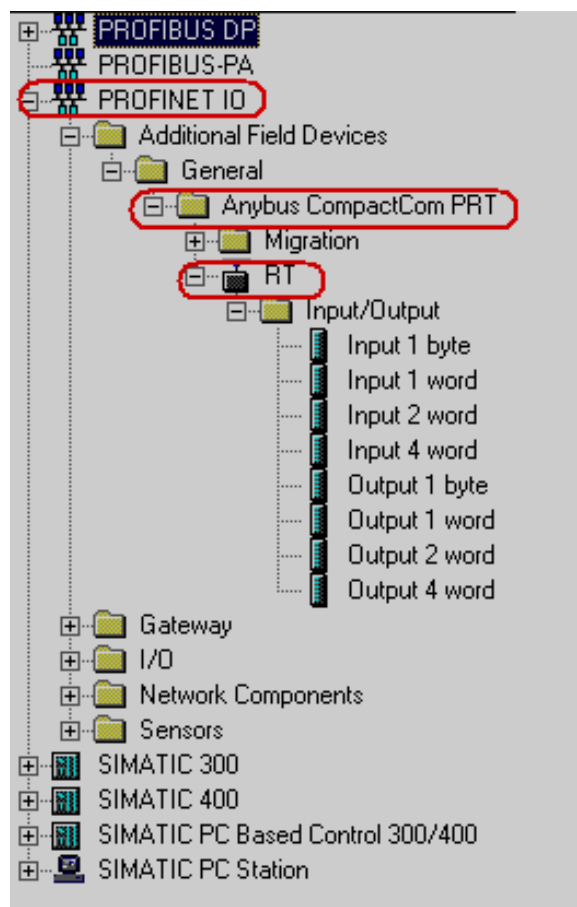 PROFIBUS DP
PROFIBUS-PA
PROFINET IO
Additional Field Devices
General
Anybus CompactCom PRT
Migration
RT
Input/Output
Input 1 byte
Input 1 word
Input 2 word
Input 4 word
Output 1 byte
Output 1 word
Output 2 word
Output 4 word
Gateway
I/O
Network Components
Sensors
SIMATIC 300
SIMATIC 400
SIMATIC PC Based Control 300/400
SIMATIC PC Station